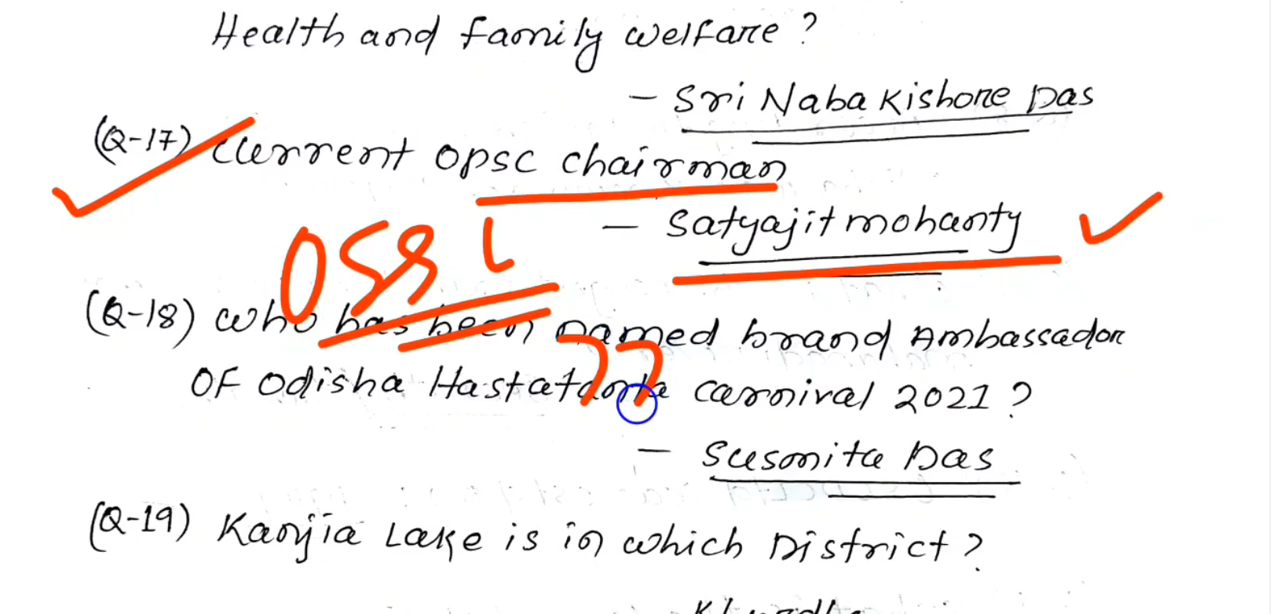 Health and family welfare ?
- Sri Naba Kishore Das
(Q-17) Current OPSC chairman
- Satyajit mohanty
(Q-18) who has been named brand Ambassador
OF Odisha Hastatanta carnival 2021 ?
- Susmita Das
(Q-19) Kanjia Lake is in which District ?